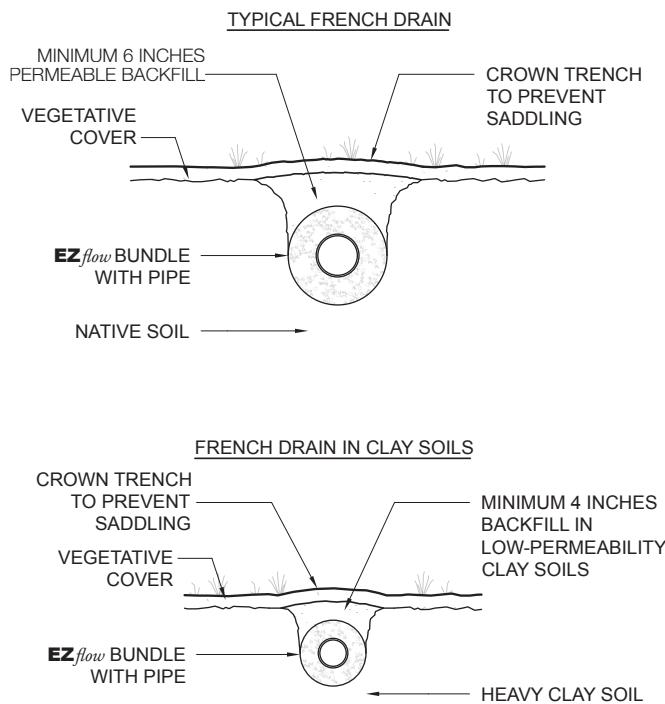 TYPICAL FRENCH DRAIN
MINIMUM 6 INCHES
PERMEABLE BACKFILL
CROWN TRENCH
TO PREVENT
SADDLING
VEGETATIVE
COVER
EZflow BUNDLE
WITH PIPE
NATIVE SOIL
FRENCH DRAIN IN CLAY SOILS
CROWN TRENCH
TO PREVENT
SADDLING
MINIMUM 4 INCHES
BACKFILL IN
LOW-PERMEABILITY
CLAY SOILS
VEGETATIVE
COVER
EZflow BUNDLE
WITH PIPE
HEAVY CLAY SOIL